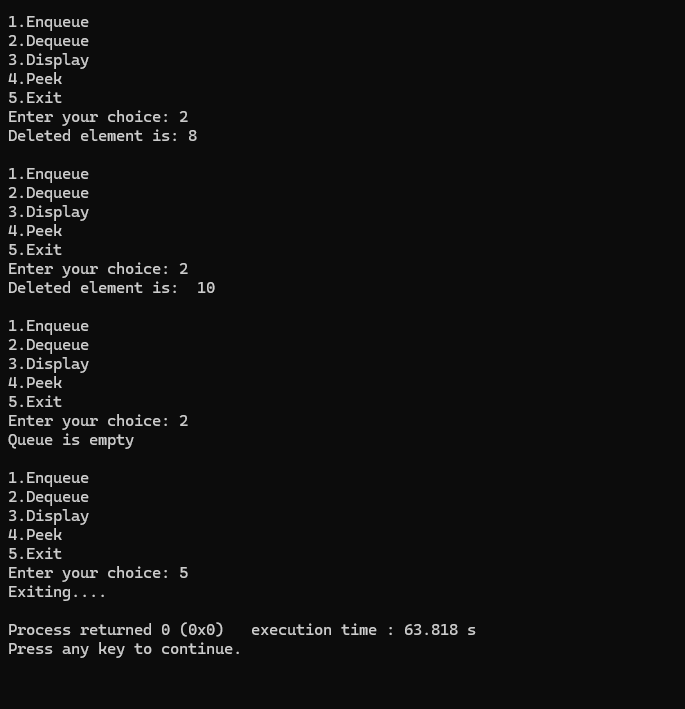 1.Enqueue
2.Dequeue
3.Display
4.Peek
5.Exit
Enter your choice: 2
Deleted element is: 8
1.Enqueue
2.Dequeue
3.Display
4.Peek
5.Exit
Enter your choice: 2
Deleted element is:  10
1.Enqueue
2.Dequeue
3.Display
4.Peek
5.Exit
Enter your choice: 2
Queue is empty
1.Enqueue
2.Dequeue
3.Display
4.Peek
5.Exit
Enter your choice: 5
Exiting....
Process returned 0 (0x0)   execution time : 63.818 s
Press any key to continue.